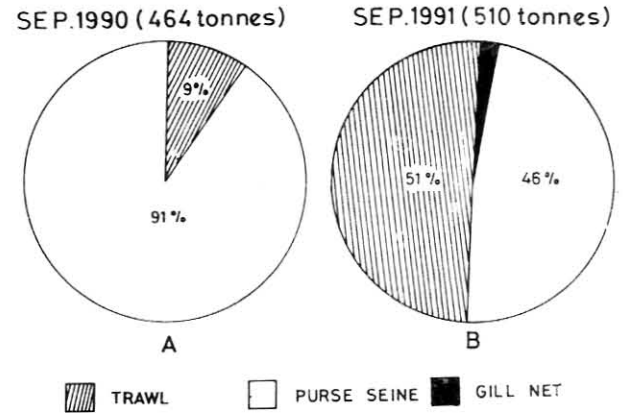 SEP.1990 (464 tonnes)
SEP.1991 (510 tonnes)
9%
91%
51%
46%
A
B
TRAWL
PURSE SEINE
GILL NET